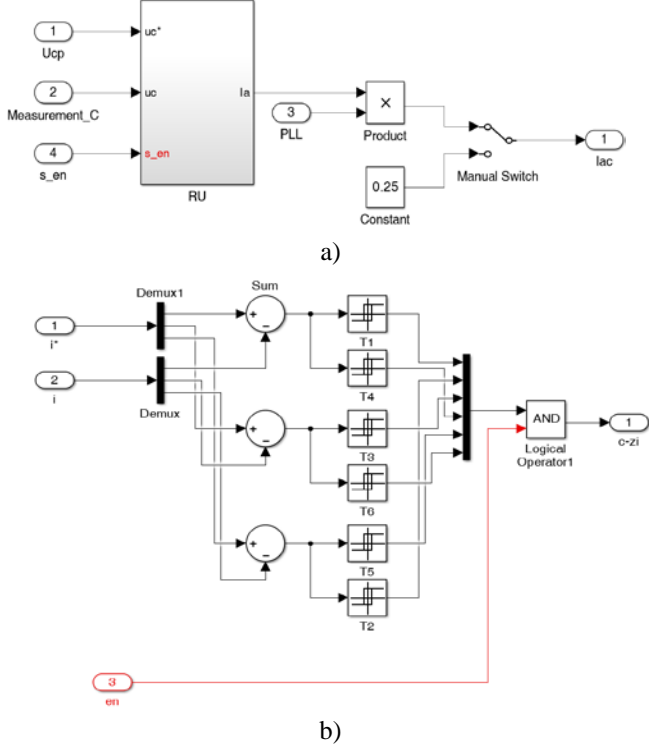 1
Ucp
uc*
2
Measurement_C
uc
Ia
4
s_en
s_en
RU
3
PLL
×
Product
0.25
Constant
Manual Switch
1
Iac
a)
Demux1
Sum
1
i*
2
i
Demux
+
−
T1
T4
+
−
T3
T6
+
−
T5
T2
AND
Logical
Operator1
1
c-zi
3
en
b)